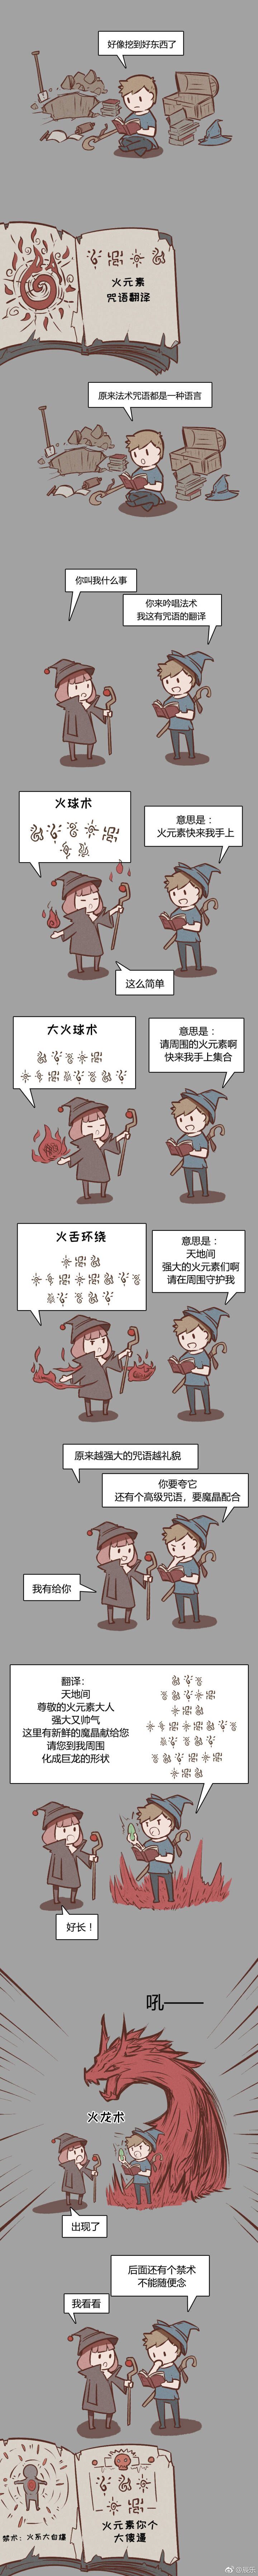 好像挖到好东西了
火元素
咒语翻译
原来法术咒语都是一种语言
你叫我什么事
你来吟唱法术
我这有咒语的翻译
火球术
意思是：
火元素快来我手上
这么简单
大火球术
意思是：
请周围的火元素啊
快来我手上集合
火舌环绕
意思是：
天地间
强大的火元素们啊
请在周围守护我
原来越强大的咒语越礼貌
你要夸它
还有个高级咒语，要魔晶配合
我有给你
翻译：
天地间
尊敬的火元素大人
强大又帅气
这里有新鲜的魔晶献给您
请您到我周围
化成巨龙的形状
好长！
吼——
火龙术
出现了
后面还有个禁术
不能随便念
我看看
禁术：火系大自爆
火元素你个
大傻逼